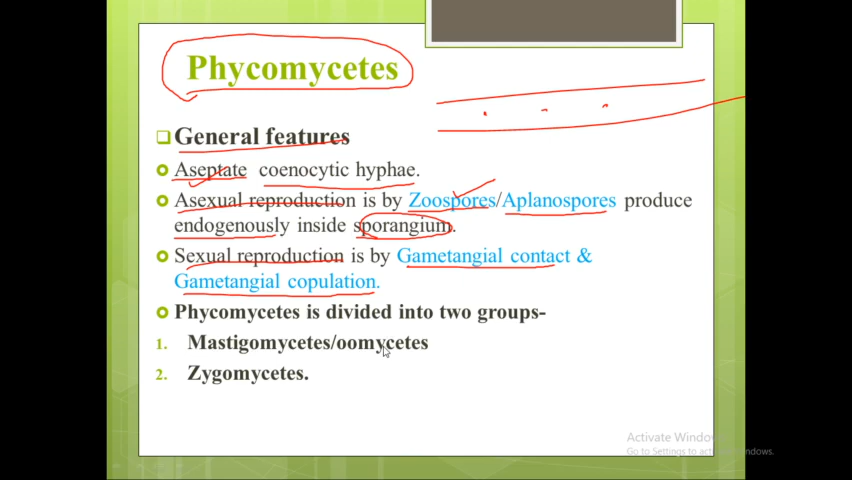 Phycomycetes
General features
Aseptate coenocytic hyphae.
Asexual reproduction is by Zoospores/Aplanospores produce
endogenously inside sporangium.
Sexual reproduction is by Gametangial contact &
Gametangial copulation.
Phycomycetes is divided into two groups-
1. Mastigomycetes/oomycetes
2. Zygomycetes.
Activate Windows
Go to Settings to activate Windows.